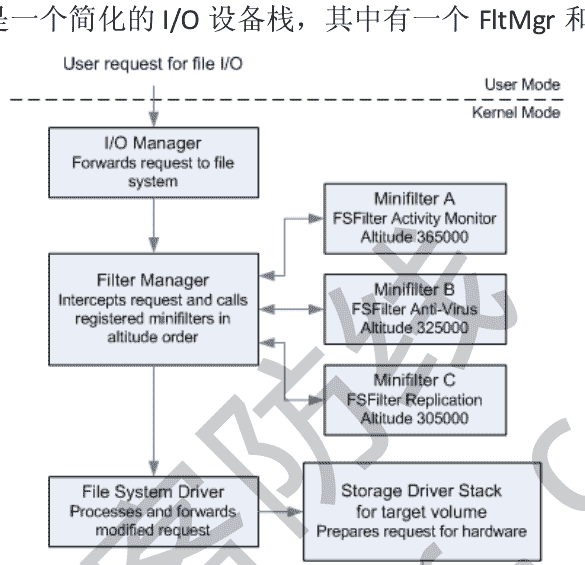 是一个简化的 I/O 设备栈，其中有一个 FltMgr 和
User request for file I/O
User Mode
Kernel Mode
I/O Manager
Forwards request to file
system
Minifilter A
FSFilter Activity Monitor
Altitude 365000
Filter Manager
Intercepts request and calls
registered minifilters in
altitude order
Minifilter B
FSFilter Anti-Virus
Altitude 325000
Minifilter C
FSFilter Replication
Altitude 305000
File System Driver
Processes and forwards
modified request
Storage Driver Stack
for target volume
Prepares request for hardware